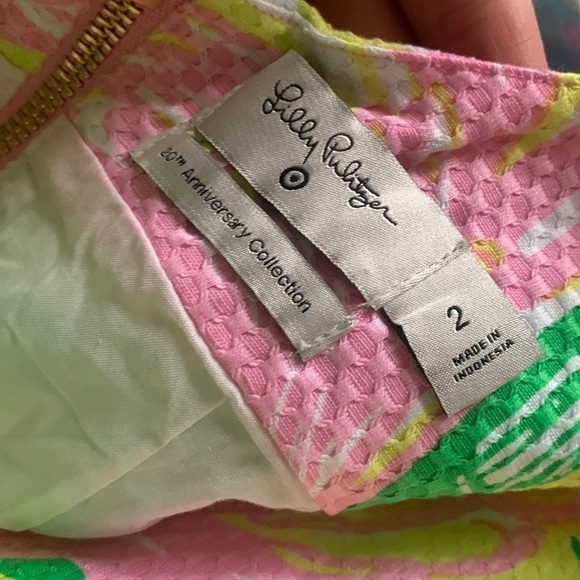 Lilly Pulitzer
20TH Anniversary Collection
2
MADE IN
INDONESIA